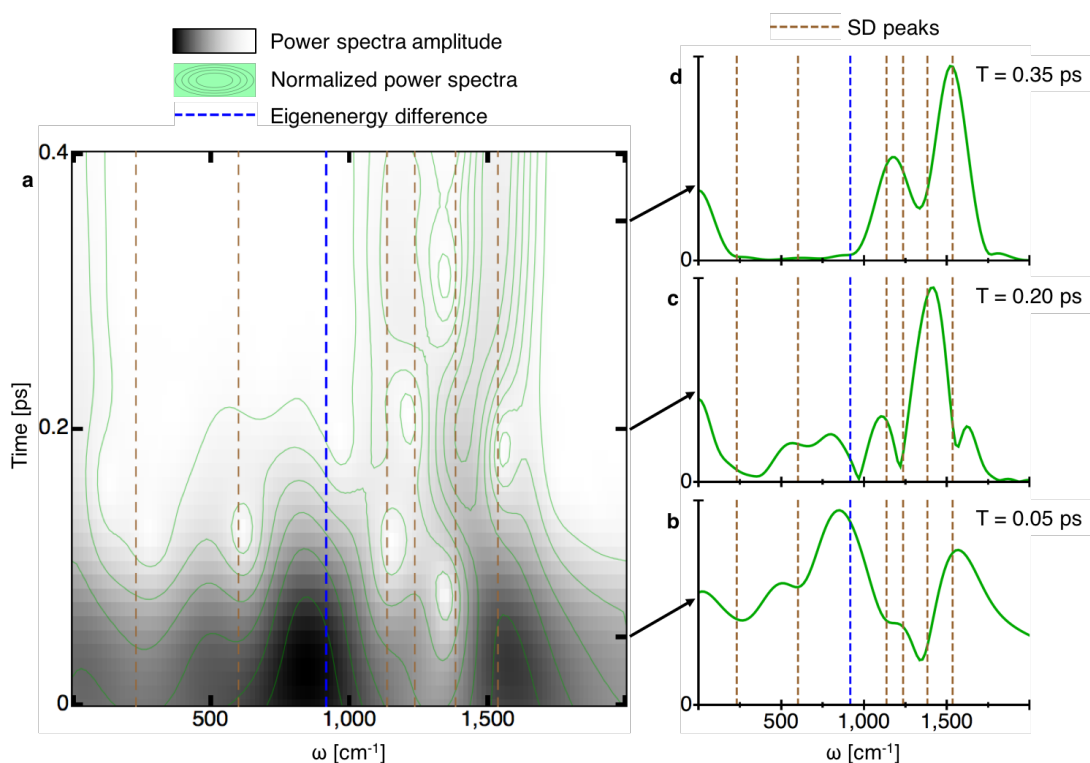 Power spectra amplitude
Normalized power spectra
Eigenenergy difference
SD peaks
a
0.4
0.2
0
Time [ps]
500
1,000
1,500
ω [cm⁻¹]
d
T = 0.35 ps
0
c
T = 0.20 ps
0
b
T = 0.05 ps
0
500
1,000
1,500
ω [cm⁻¹]